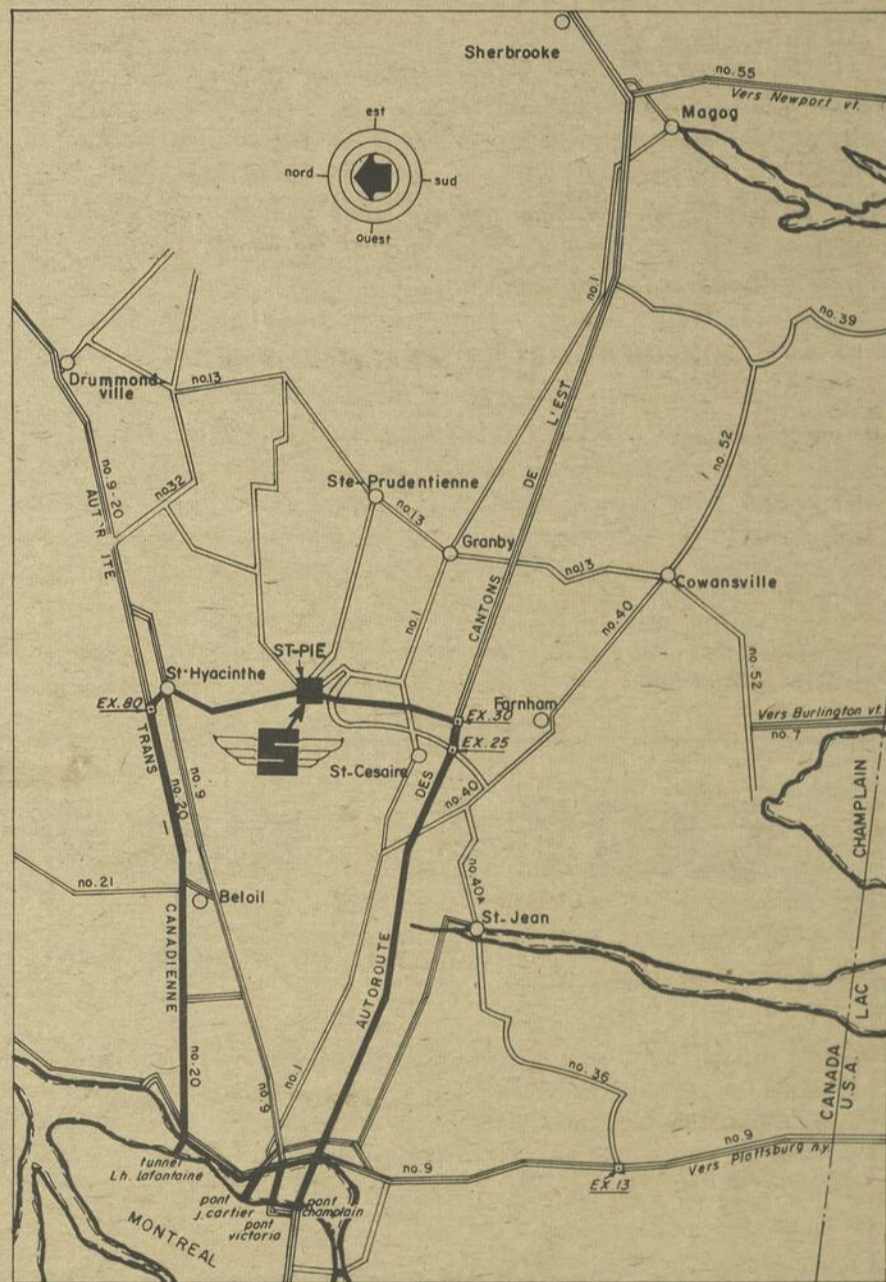 Sherbrooke
no. 55
Vers Newport vt.
Magog
est
nord
sud
ouest
no.1
no. 39
Drummond-
ville
no.13
L'EST
no. 9-20
no.32
Ste-Prudentienne
DE
no. 52
no.13
Granby
no.13
Cowansville
no.1
CANTONS
no.40
ST-PIE
St-Hyacinthe
no. 52
EX. 80
EX. 30
Farnham
Vers Burlington vt.
no. 7
TRANS
EX. 25
St-Cesaire
DES
no. 9
no. 20
no. 40
CHAMPLAIN
no. 21
Beloil
no. 40A
St-Jean
CANADIENNE
AUTOROUTE
LAC
no. 20
no. 1
no. 36
CANADA
U.S.A.
no. 9
no. 9
Vers Plattsburg n.y.
tunnel
L.h. lafontaine
no. 9
EX. 13
pont
j. cartier
pont
champlain
pont
victoria
MONTREAL